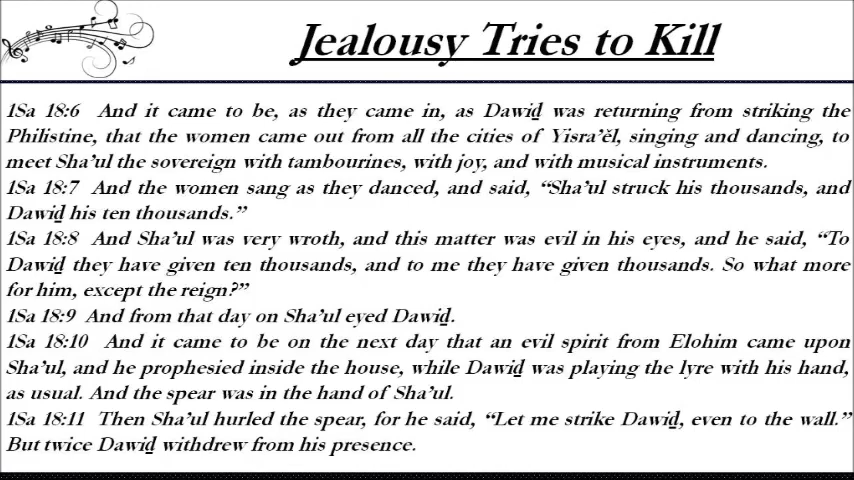 Jealousy Tries to Kill
1Sa 18:6 And it came to be, as they came in, as Dawiḏ was returning from striking the
Philistine, that the women came out from all the cities of Yisra’ěl, singing and dancing, to
meet Sha’ul the sovereign with tambourines, with joy, and with musical instruments.
1Sa 18:7 And the women sang as they danced, and said, “Sha’ul struck his thousands, and
Dawiḏ his ten thousands.”
1Sa 18:8 And Sha’ul was very wroth, and this matter was evil in his eyes, and he said, “To
Dawiḏ they have given ten thousands, and to me they have given thousands. So what more
for him, except the reign?”
1Sa 18:9 And from that day on Sha’ul eyed Dawiḏ.
1Sa 18:10 And it came to be on the next day that an evil spirit from Elohim came upon
Sha’ul, and he prophesied inside the house, while Dawiḏ was playing the lyre with his hand,
as usual. And the spear was in the hand of Sha’ul.
1Sa 18:11 Then Sha’ul hurled the spear, for he said, “Let me strike Dawiḏ, even to the wall.”
But twice Dawiḏ withdrew from his presence.